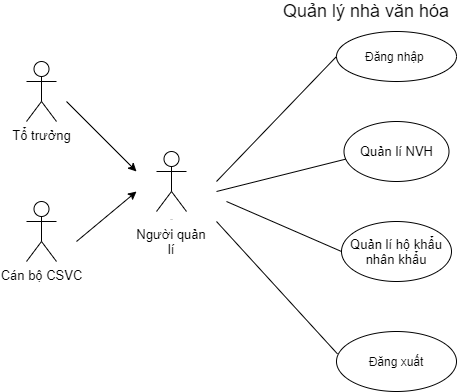 Quản lý nhà văn hóa
Đăng nhập
Tổ trưởng
Quản lí NVH
Người quản
lí
Cán bộ CSVC
Quản lí hộ khẩu
nhân khẩu
Đăng xuất